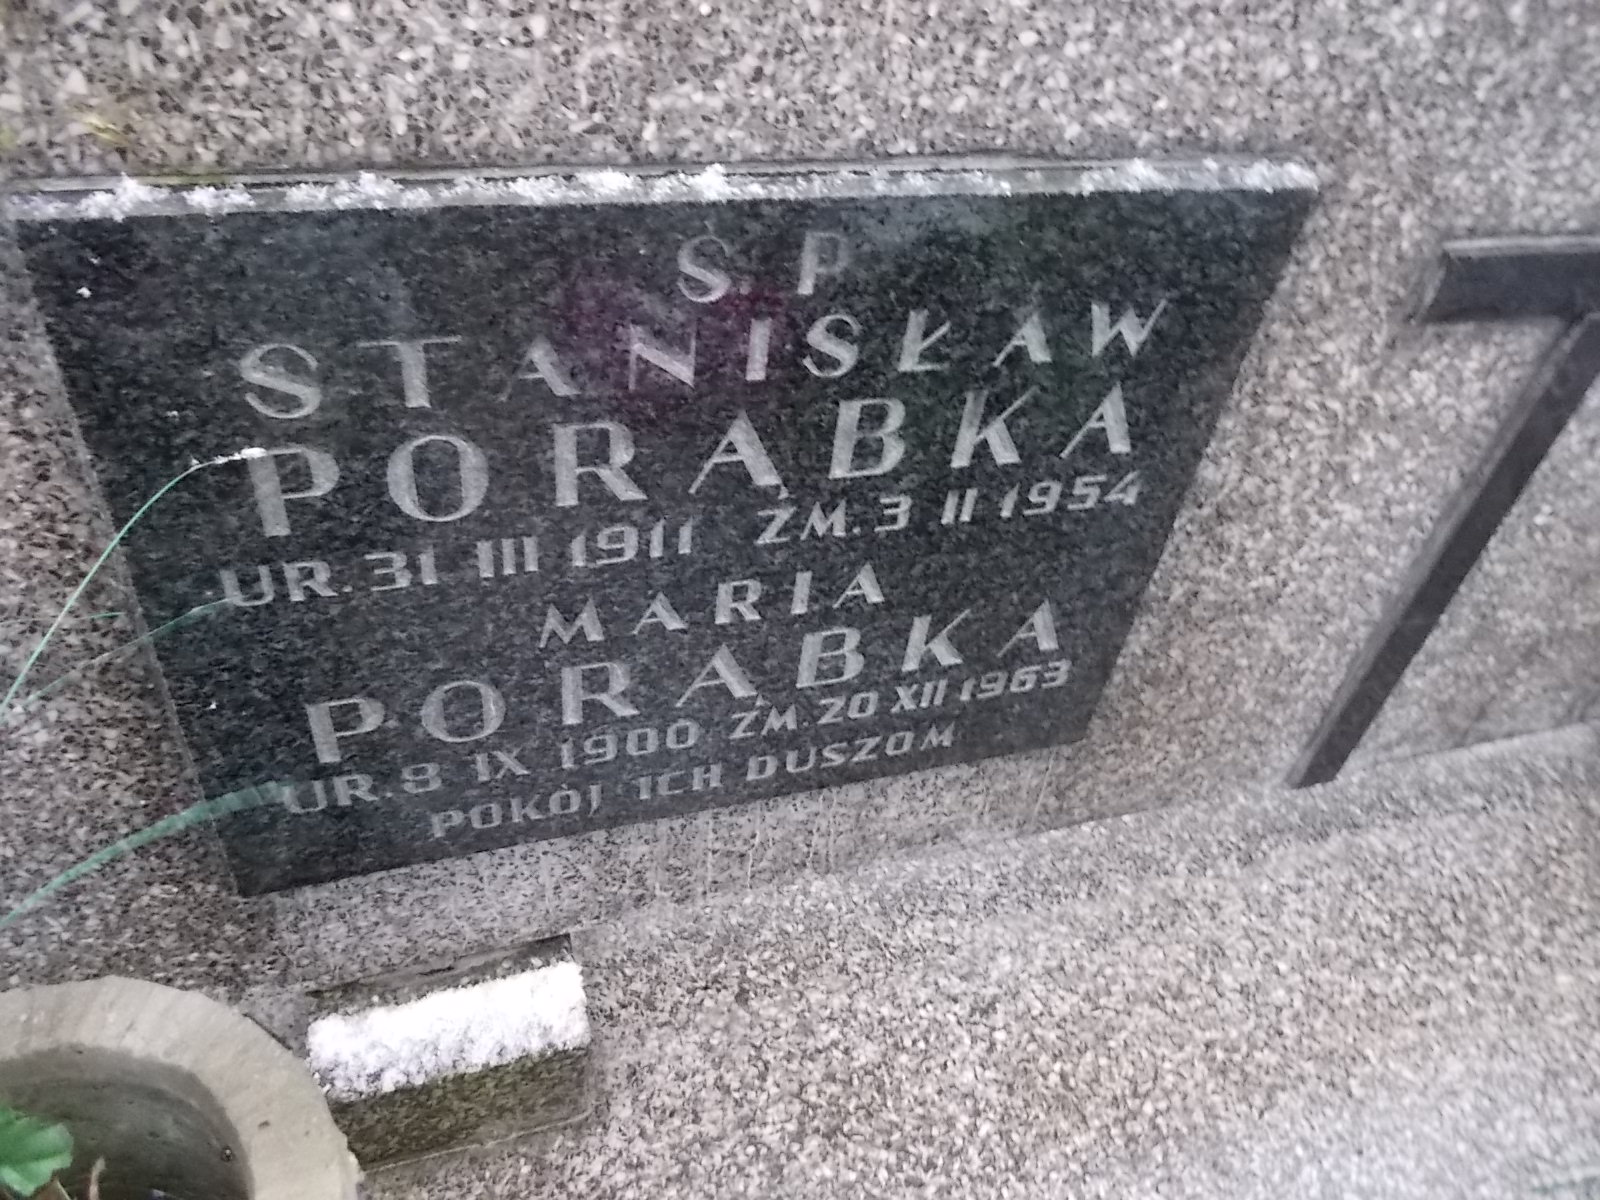 Ś. P
STANISŁAW
PORĄBKA
UR. 31 III 1911 ZM. 3 II 1954
MARIA
PORĄBKA
UR. 8 IX 1900 ZM. 20 XII 1963
POKÓJ ICH DUSZOM